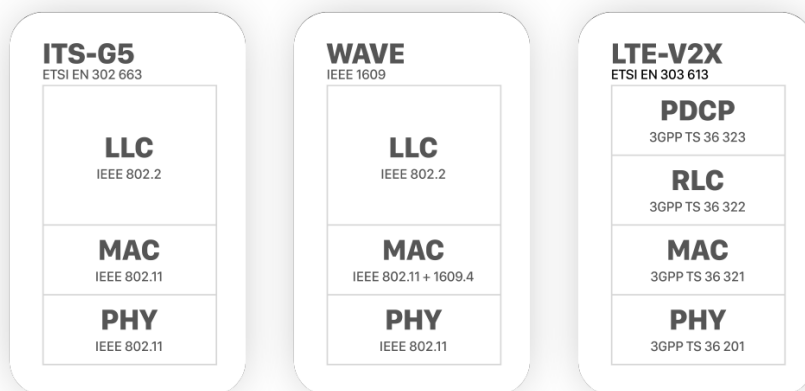 ITS-G5
ETSI EN 302 663
LLC
IEEE 802.2
MAC
IEEE 802.11
PHY
IEEE 802.11
WAVE
IEEE 1609
LLC
IEEE 802.2
MAC
IEEE 802.11 + 1609.4
PHY
IEEE 802.11
LTE-V2X
ETSI EN 303 613
PDCP
3GPP TS 36 323
RLC
3GPP TS 36 322
MAC
3GPP TS 36 321
PHY
3GPP TS 36 201